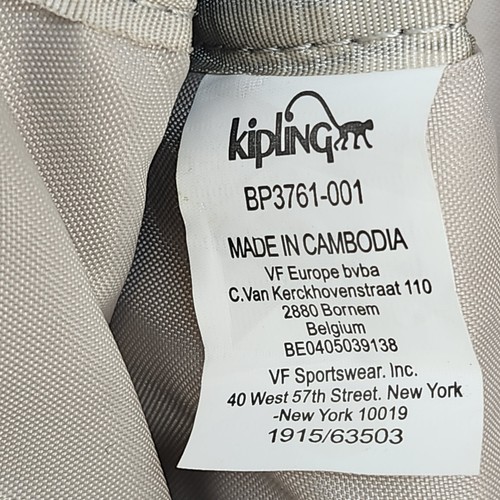 kipling
BP3761-001
MADE IN CAMBODIA
VF Europe bvba
C.Van Kerckhovenstraat 110
2880 Bornem
Belgium
BE0405039138
VF Sportswear. Inc.
40 West 57th Street. New York
-New York 10019
1915/63503